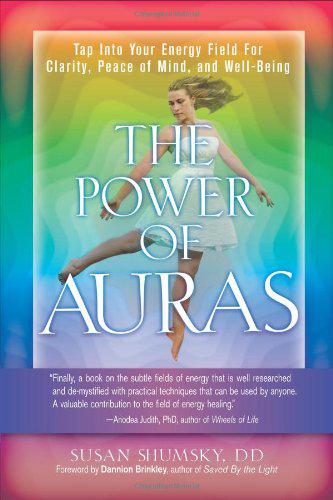 Tap Into Your Energy Field For
Clarity, Peace of Mind, and Well-Being
THE
POWER
OF
AURAS
"Finally, a book on the subtle fields of energy that is well researched
and de-mystified with practical techniques that can be used by anyone.
A valuable contribution to the field of energy healing."
—Anodea Judith, PhD, author of Wheels of Life
SUSAN SHUMSKY, DD
Foreword by Dannion Brinkley, author of Saved By the Light